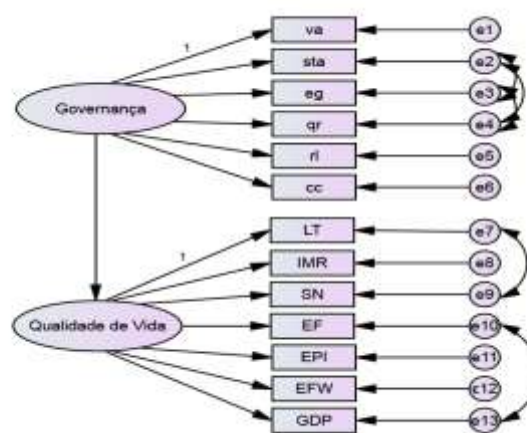 1
va
e1
sta
e2
Governança
eg
e3
qr
e4
rl
e5
cc
e6
1
LT
e7
IMR
e8
SN
e9
Qualidade de Vida
EF
e10
EPI
e11
EFW
e12
GDP
e13